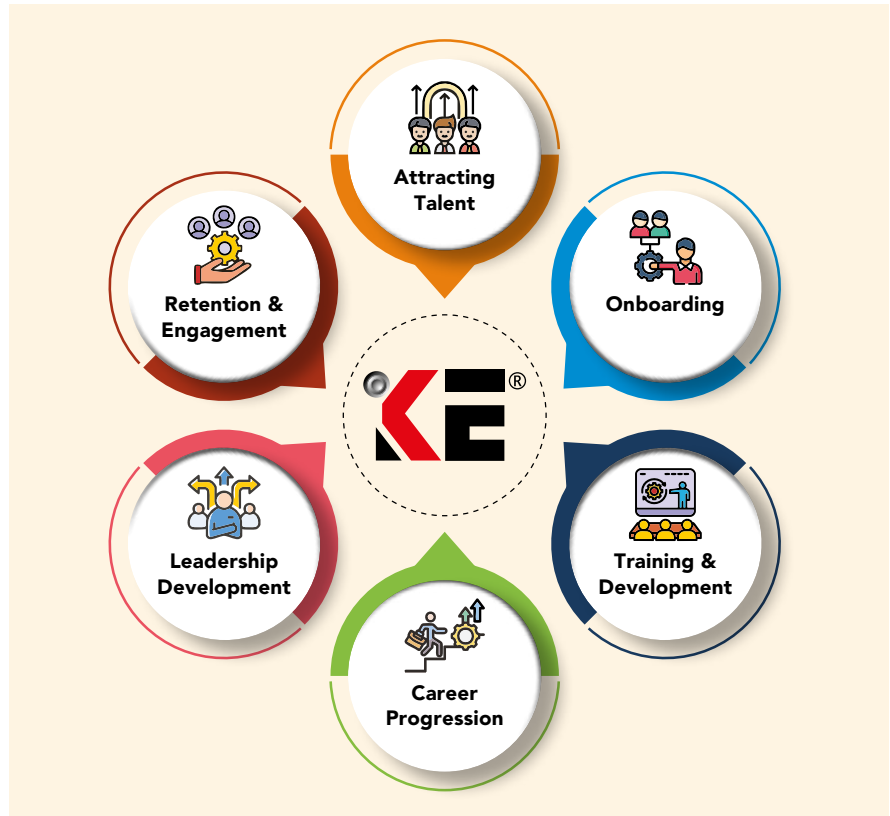 Attracting
Talent
Onboarding
Training &
Development
Career
Progression
Leadership
Development
Retention &
Engagement
KE®